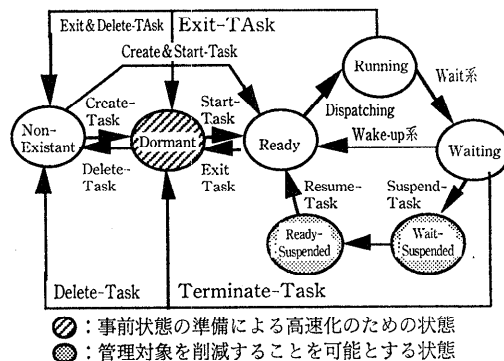 Exit & Delete-TAsk
Exit-TAsk
Create & Start-Task
Running
Wait系
Create-
Task
Start-
Task
Dispatching
Non-
Existant
Dormant
Ready
Wake-up系
Waiting
Delete-
Task
Exit
Task
Resume-
Task
Suspend-
Task
Ready-
Suspended
Wait-
Suspended
Delete-Task
Terminate-Task
：事前状態の準備による高速化のための状態
：管理対象を削減することを可能とする状態